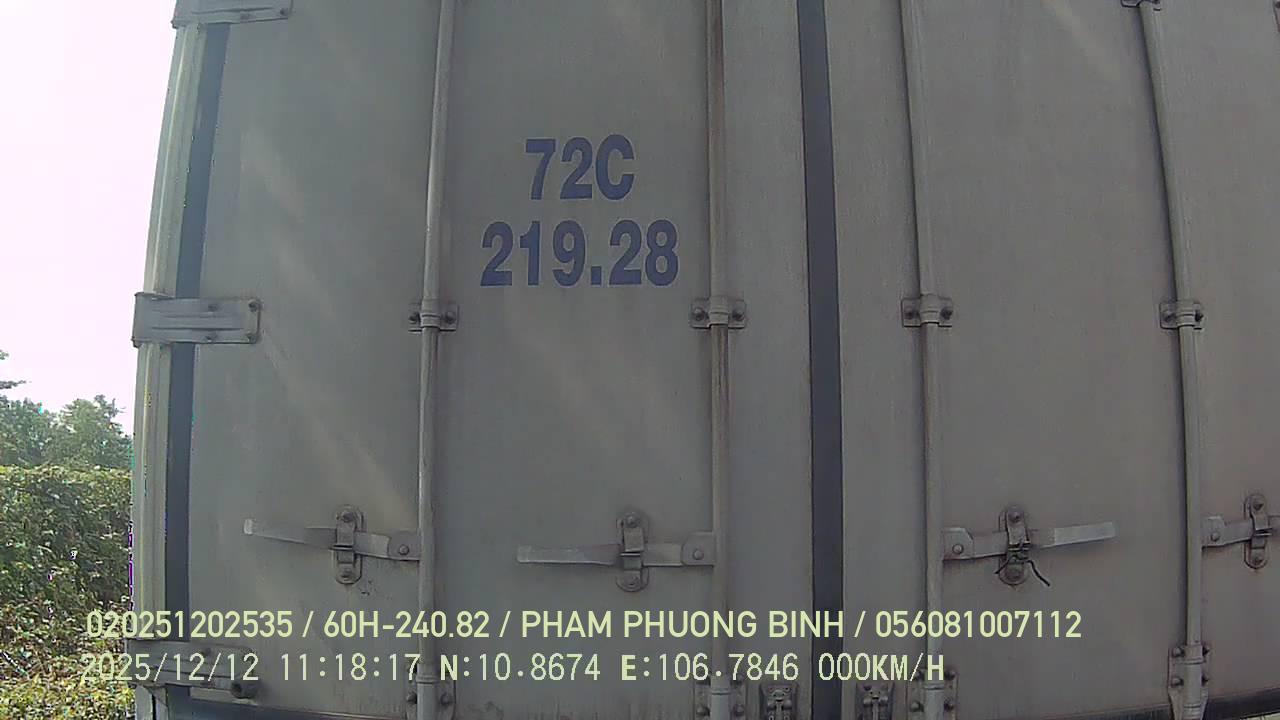 72C
219.28
020251202535 / 60H-240.82 / PHAM PHUONG BINH / 056081007112
2025/12/12 11:18:17 N:10.8674 E:106.7846 000KM/H